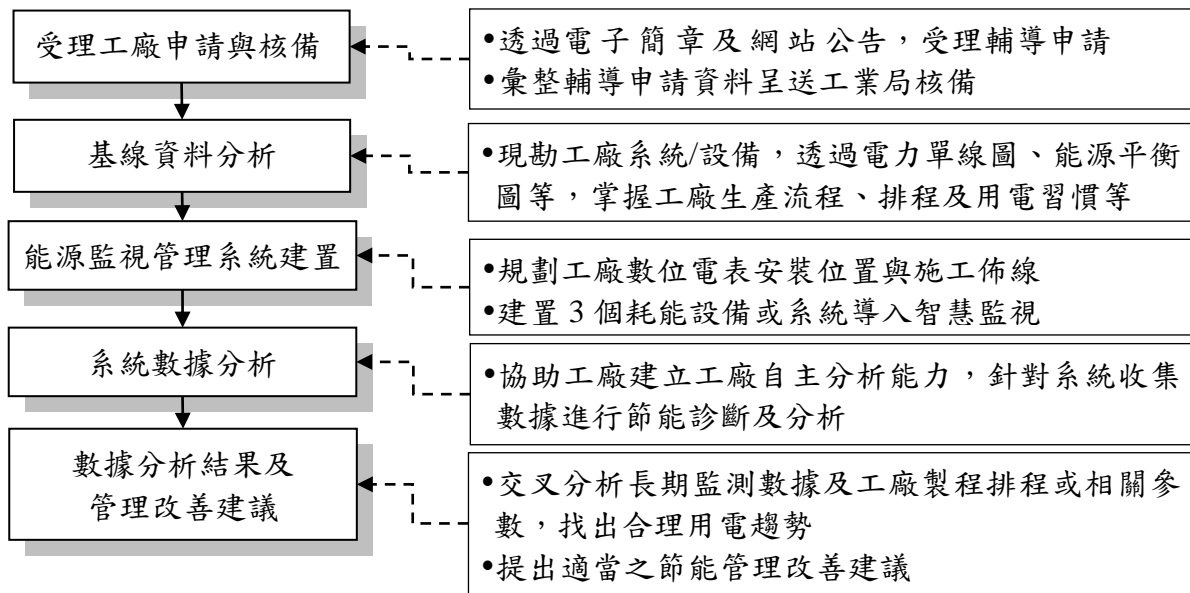 受理工廠申請與核備
•透過電子簡章及網站公告，受理輔導申請
•彙整輔導申請資料呈送工業局核備
基線資料分析
•現勘工廠系統/設備，透過電力單線圖、能源平衡
圖等，掌握工廠生產流程、排程及用電習慣等
能源監視管理系統建置
•規劃工廠數位電表安裝位置與施工佈線
•建置 3 個耗能設備或系統導入智慧監視
系統數據分析
•協助工廠建立工廠自主分析能力，針對系統收集
數據進行節能診斷及分析
數據分析結果及
管理改善建議
•交叉分析長期監測數據及工廠製程排程或相關參
數，找出合理用電趨勢
•提出適當之節能管理改善建議